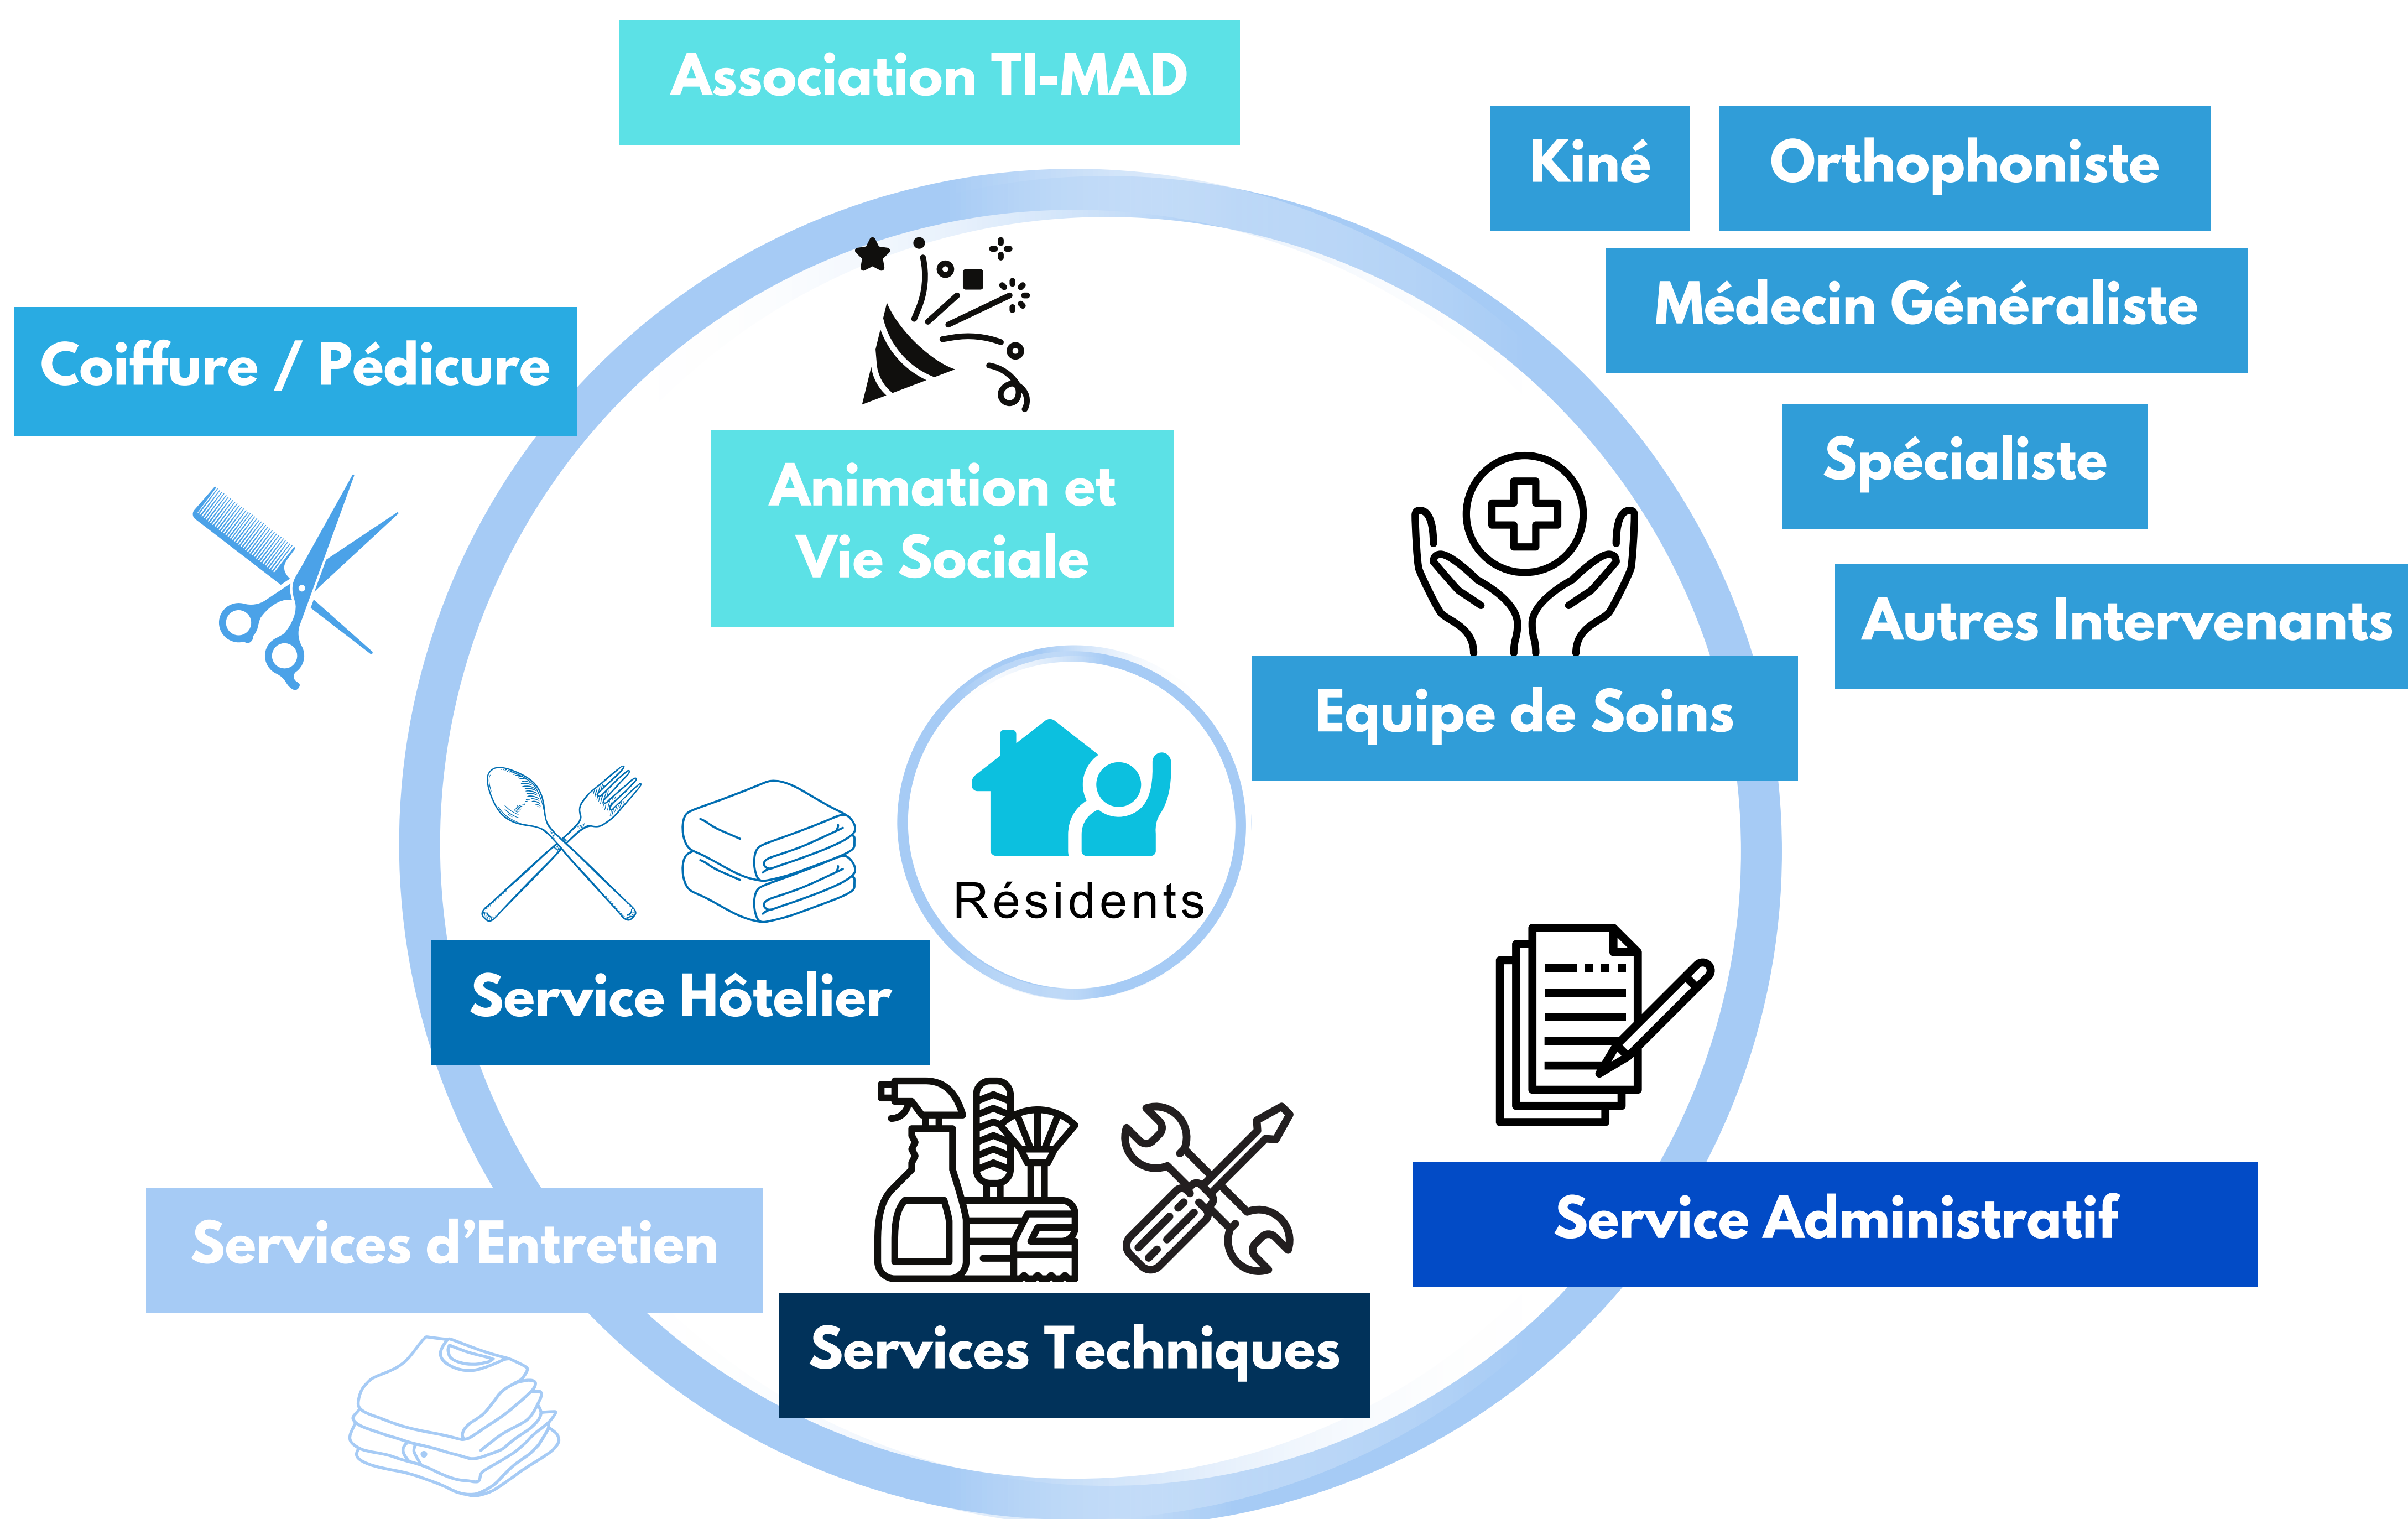 Association TI-MAD
Kiné
Orthophoniste
Médecin Généraliste
Coiffure / Pédicure
Spécialiste
Animation et
Vie Sociale
Autres Intervenants
Equipe de Soins
Résidents
Service Hôtelier
Service Administratif
Services d’Entretien
Services Techniques